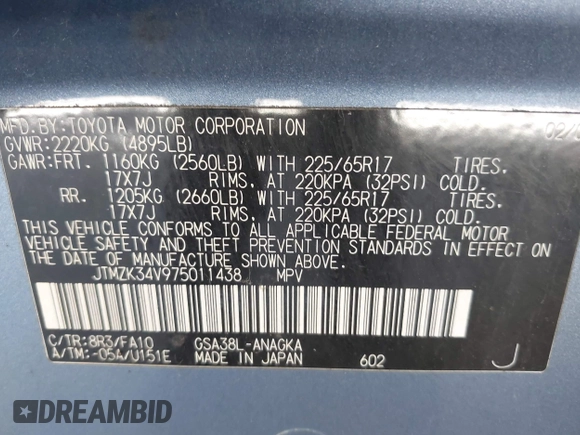 MFD.BY:TOYOTA MOTOR CORPORATION
GVWR:2220KG (4895LB)
GAWR:FRT. 1160KG (2560LB) WITH 225/65R17 TIRES.
17X7J RIMS, AT 220KPA (32PSI) COLD.
RR. 1205KG (2660LB) WITH 225/65R17 TIRES.
17X7J RIMS, AT 220KPA (32PSI) COLD.
THIS VEHICLE CONFORMS TO ALL APPLICABLE FEDERAL MOTOR
VEHICLE SAFETY AND THEFT PREVENTION STANDARDS IN EFFECT ON
THE DATE OF MANUFACTURE SHOWN ABOVE.
JTMZK34V975011438 MPV
C/TR:8R3/FA10 GSA38L-ANAGKA
A/TM:-05A/U151E MADE IN JAPAN 602 J
DREAMBID